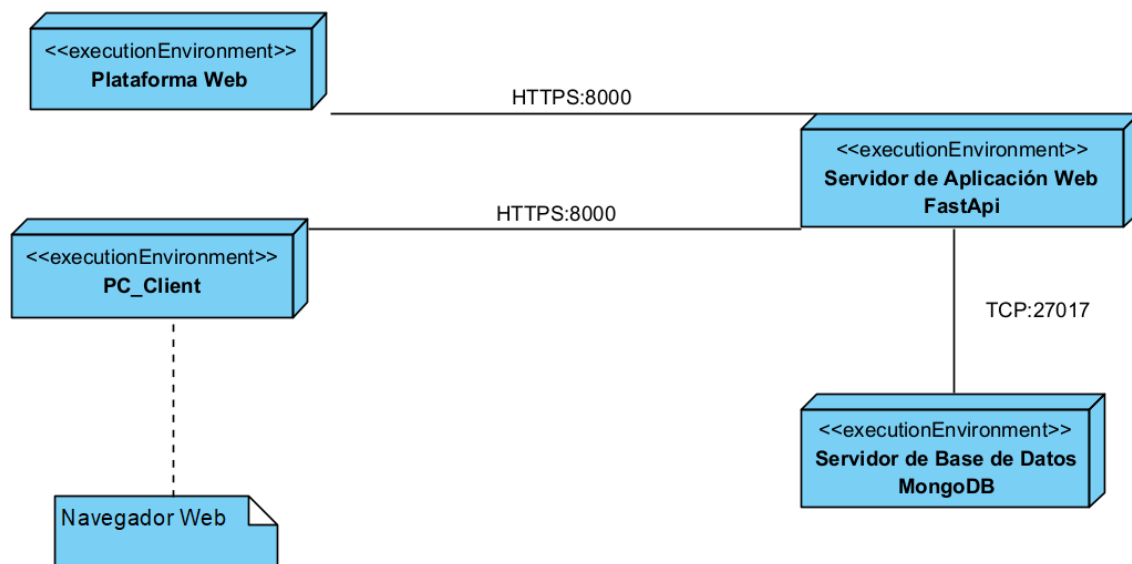 <<executionEnvironment>>
Plataforma Web
HTTPS:8000
<<executionEnvironment>>
Servidor de Aplicación Web
FastApi
HTTPS:8000
<<executionEnvironment>>
PC_Client
TCP:27017
<<executionEnvironment>>
Servidor de Base de Datos
MongoDB
Navegador Web